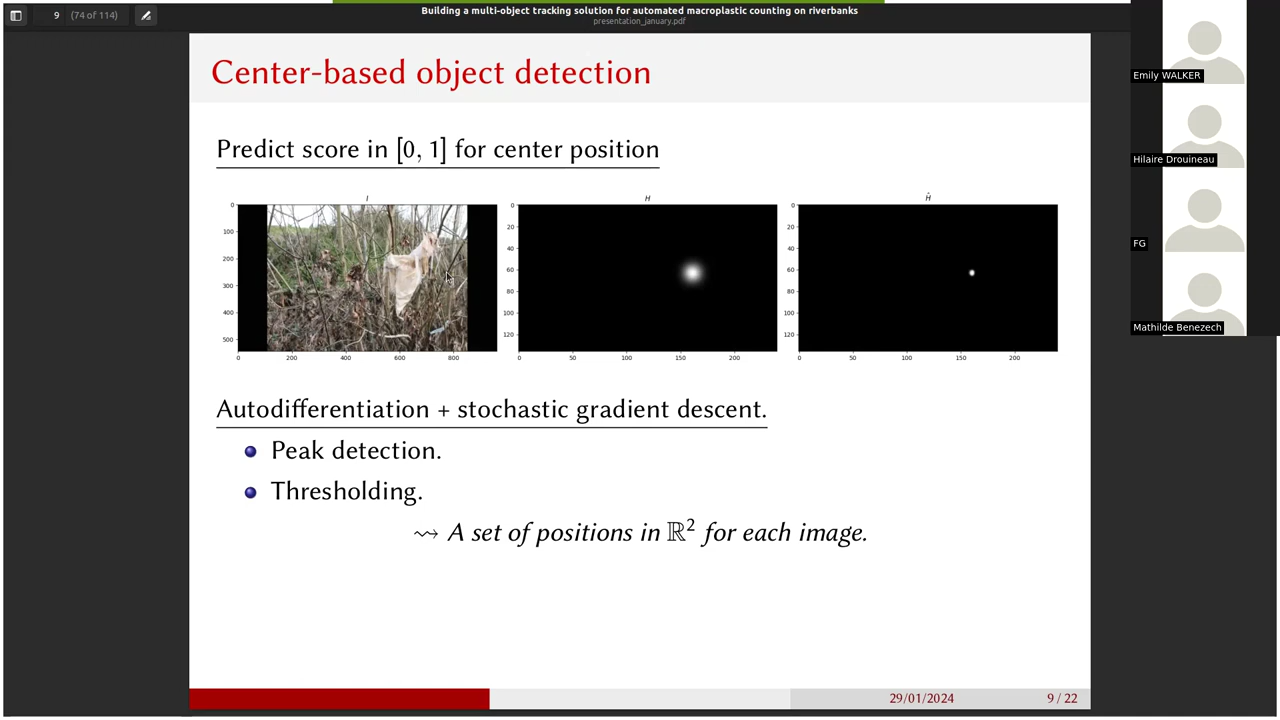 9 (74 of 114)
Building a multi-object tracking solution for automated macroplastic counting on riverbanks
presentation_january.pdf
Center-based object detection
Predict score in [0, 1] for center position
I
0
100
200
300
400
500
0 200 400 600 800
H
0
20
40
60
80
100
120
0 50 100 150 200
Ĥ
0
20
40
60
80
100
120
0 50 100 150 200
Autodifferentiation + stochastic gradient descent.
Peak detection.
Thresholding.
⇝ A set of positions in ℝ² for each image.
29/01/2024 9 / 22
Emily WALKER
Hilaire Drouineau
FG
Mathilde Benezech